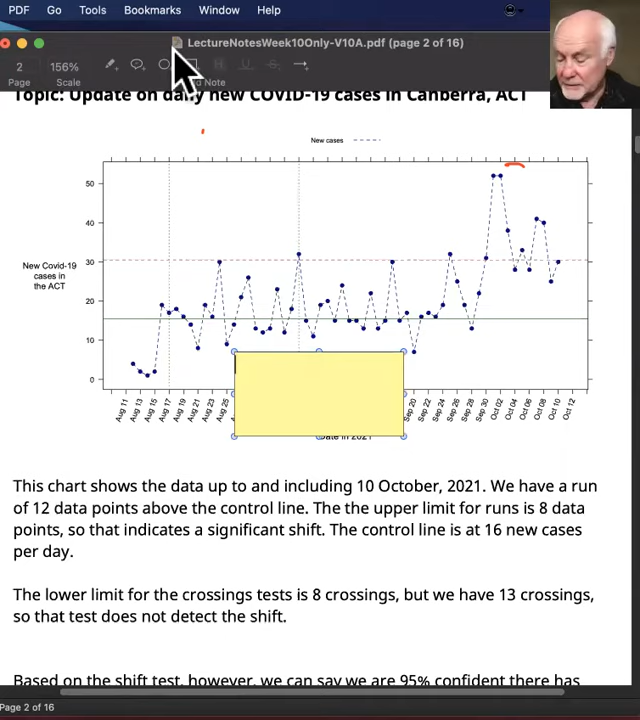 PDF Go Tools Bookmarks Window Help
LectureNotesWeek10Only-V10A.pdf (page 2 of 16)
2 156%
Page Scale Note
Topic: Update on daily new COVID-19 cases in Canberra, ACT
New cases
50
40
30
20
10
0
New Covid-19
cases in
the ACT
Aug 11 Aug 13 Aug 15 Aug 17 Aug 19 Aug 21 Aug 23 Aug 25 Sep 20 Sep 22 Sep 24 Sep 26 Sep 28 Sep 30 Oct 02 Oct 04 Oct 06 Oct 08 Oct 10 Oct 12
Date in 2021
This chart shows the data up to and including 10 October, 2021. We have a run
of 12 data points above the control line. The the upper limit for runs is 8 data
points, so that indicates a significant shift. The control line is at 16 new cases
per day.
The lower limit for the crossings tests is 8 crossings, but we have 13 crossings,
so that test does not detect the shift.
Based on the shift test, however, we can say we are 95% confident there has
Page 2 of 16